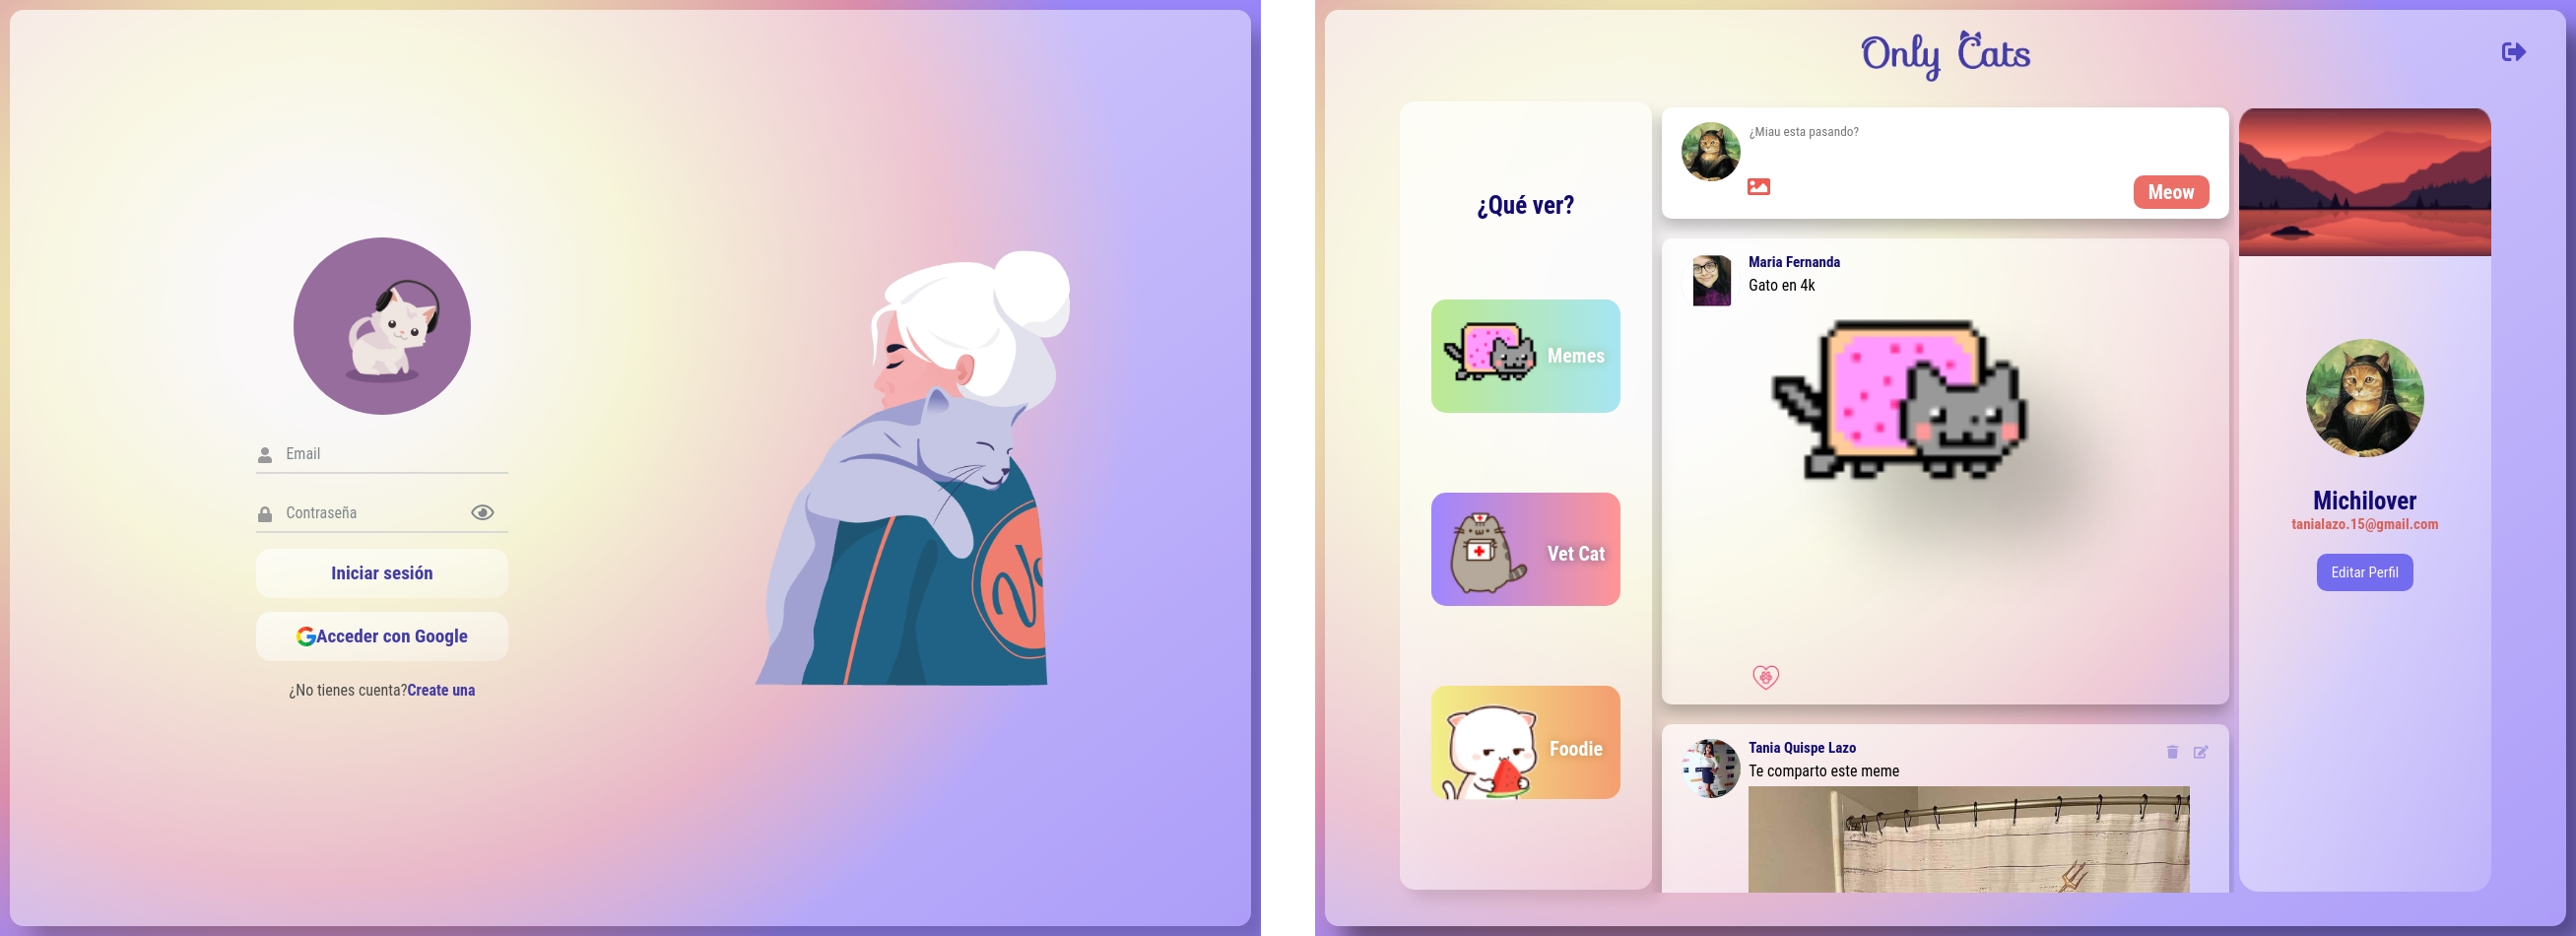 Email
Contraseña
Iniciar sesión
Acceder con Google
¿No tienes cuenta?Create una
Only Cats
¿Qué ver?
Memes
Vet Cat
Foodie
¿Miau esta pasando?
Meow
Maria Fernanda
Gato en 4k
Tania Quispe Lazo
Te comparto este meme
Michilover
tanialazo.15@gmail.com
Editar Perfil